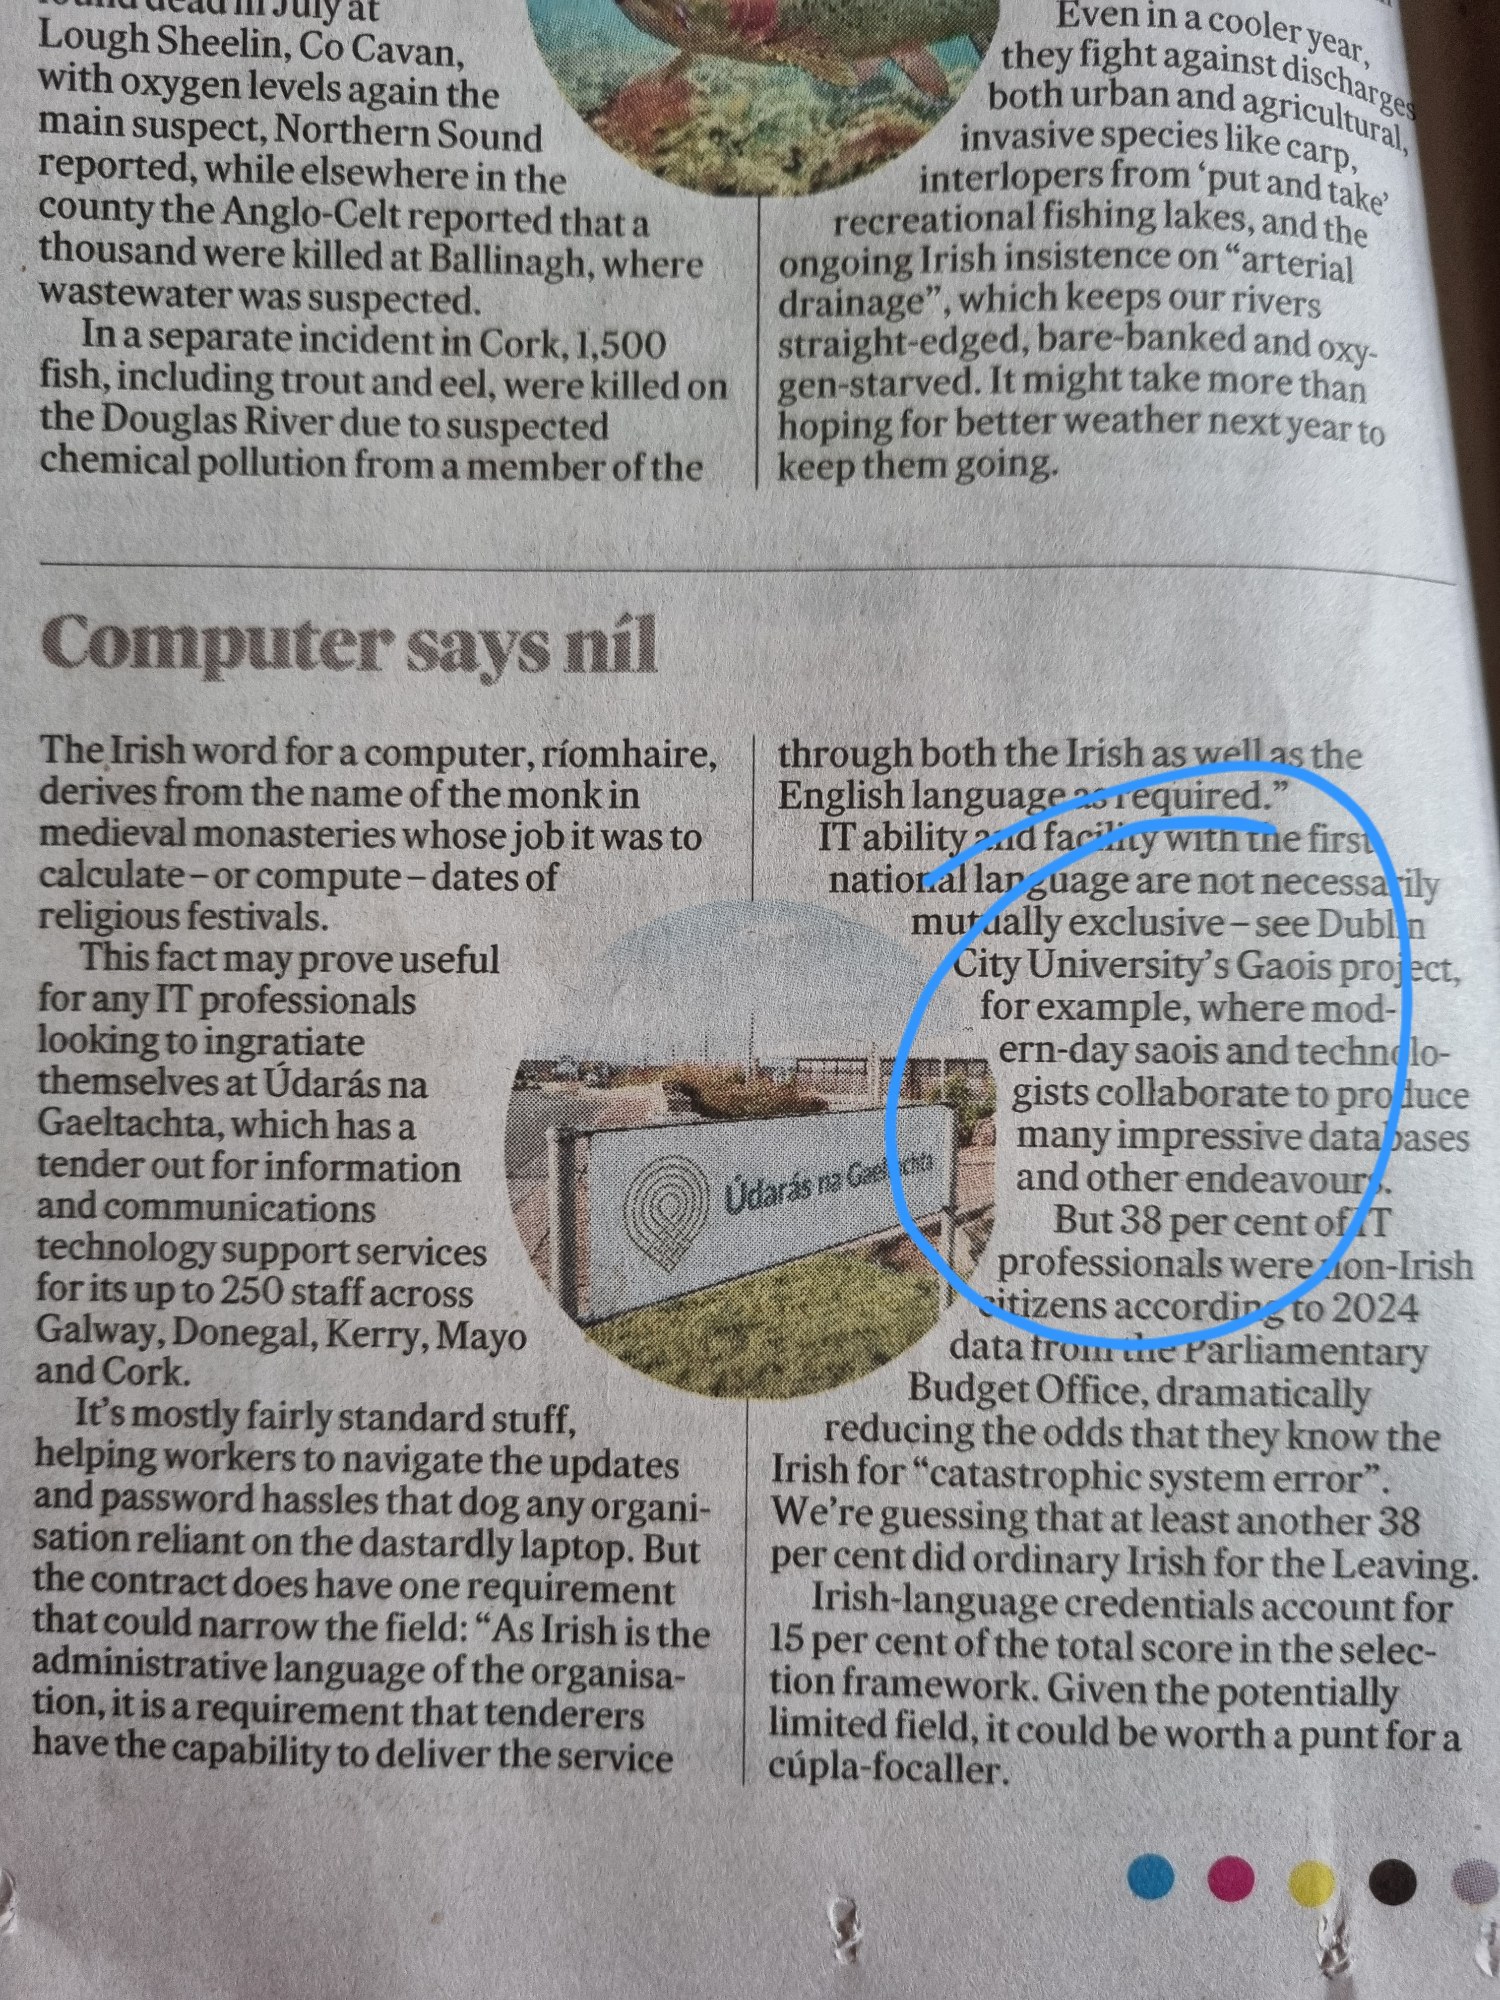 found dead in July at
Lough Sheelin, Co Cavan,
with oxygen levels again the
main suspect, Northern Sound
reported, while elsewhere in the
county the Anglo-Celt reported that a
thousand were killed at Ballinagh, where
wastewater was suspected.
In a separate incident in Cork, 1,500
fish, including trout and eel, were killed on
the Douglas River due to suspected
chemical pollution from a member of the
Even in a cooler year,
they fight against discharges
both urban and agricultural,
invasive species like carp,
interlopers from ‘put and take’
recreational fishing lakes, and the
ongoing Irish insistence on “arterial
drainage”, which keeps our rivers
straight-edged, bare-banked and oxy-
gen-starved. It might take more than
hoping for better weather next year to
keep them going.
Computer says níl
The Irish word for a computer, ríomhaire,
derives from the name of the monk in
medieval monasteries whose job it was to
calculate – or compute – dates of
religious festivals.
This fact may prove useful
for any IT professionals
looking to ingratiate
themselves at Údarás na
Gaeltachta, which has a
tender out for information
and communications
technology support services
for its up to 250 staff across
Galway, Donegal, Kerry, Mayo
and Cork.
It’s mostly fairly standard stuff,
helping workers to navigate the updates
and password hassles that dog any organi-
sation reliant on the dastardly laptop. But
the contract does have one requirement
that could narrow the field: “As Irish is the
administrative language of the organisa-
tion, it is a requirement that tenderers
have the capability to deliver the service
Údarás na Gaeltachta
through both the Irish as well as the
English language as required.”
IT ability and facility with the first
national language are not necessarily
mutually exclusive – see Dublin
City University’s Gaois project,
for example, where mod-
ern-day saois and technolo-
gists collaborate to produce
many impressive databases
and other endeavours.
But 38 per cent of IT
professionals were non-Irish
citizens according to 2024
data from the Parliamentary
Budget Office, dramatically
reducing the odds that they know the
Irish for “catastrophic system error”.
We’re guessing that at least another 38
per cent did ordinary Irish for the Leaving.
Irish-language credentials account for
15 per cent of the total score in the selec-
tion framework. Given the potentially
limited field, it could be worth a punt for a
cúpla-focaller.